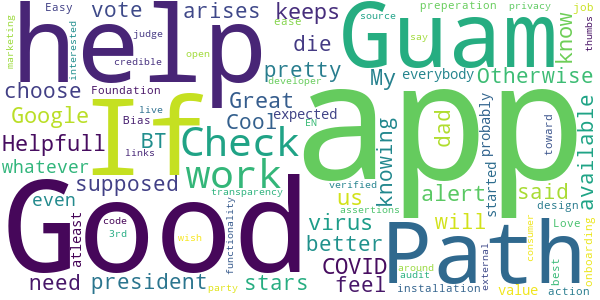 help
Guam
app
If
Good
Path
Check
work
vote
arises
keeps
die
pretty
know
Easy
choose
Google
Foundation
Great
Cool
expected
My
everybody
Otherwise
preperation
job
privacy
source
judge
open
credible
ease
developer
say
thumbs
marketing
interested
Helpfull
Bias
live
links
BT
EN
knowing
dad
probably
available
toward
whatever
supposed
us
alert
started
said
design
even
transparency
verified
assertions
atleast
code
3rd
functionality
wish
virus
better
will
Love
best
consumer
onboarding
need
president
party
stars
COVID
feel
around
audit
installation
value
external
action